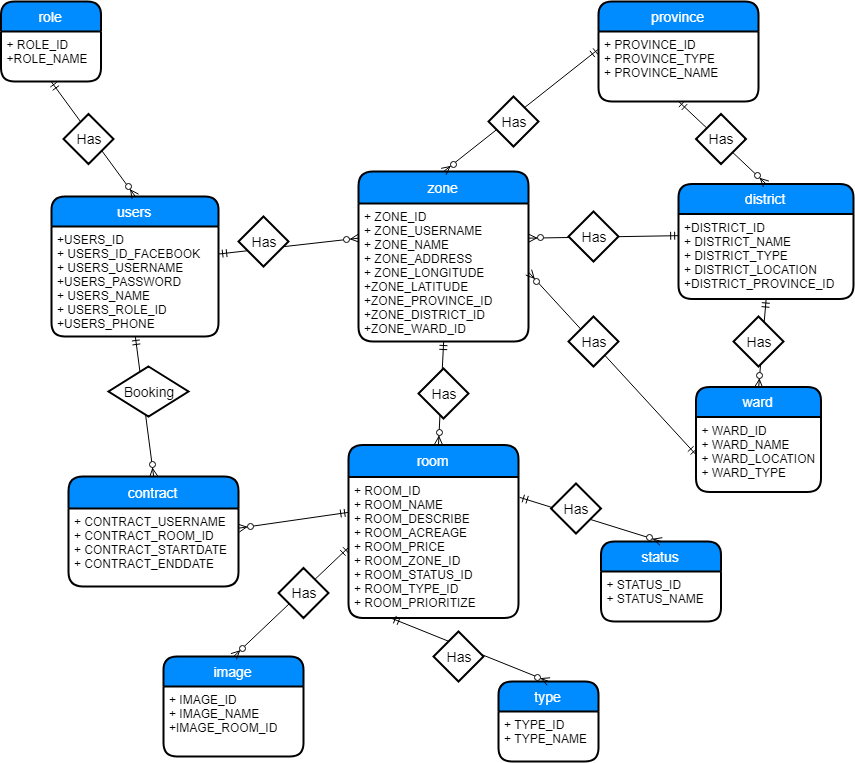 role
+ ROLE_ID
+ROLE_NAME
province
+ PROVINCE_ID
+ PROVINCE_TYPE
+ PROVINCE_NAME
Has
Has
Has
users
+USERS_ID
+ USERS_ID_FACEBOOK
+ USERS_USERNAME
+USERS_PASSWORD
+ USERS_NAME
+ USERS_ROLE_ID
+USERS_PHONE
Has
zone
+ ZONE_ID
+ ZONE_USERNAME
+ ZONE_NAME
+ ZONE_ADDRESS
+ ZONE_LONGITUDE
+ZONE_LATITUDE
+ZONE_PROVINCE_ID
+ZONE_DISTRICT_ID
+ZONE_WARD_ID
Has
district
+DISTRICT_ID
+ DISTRICT_NAME
+ DISTRICT_TYPE
+ DISTRICT_LOCATION
+DISTRICT_PROVINCE_ID
Has
Has
Booking
Has
ward
+ WARD_ID
+ WARD_NAME
+ WARD_LOCATION
+ WARD_TYPE
contract
+ CONTRACT_USERNAME
+ CONTRACT_ROOM_ID
+ CONTRACT_STARTDATE
+ CONTRACT_ENDDATE
room
+ ROOM_ID
+ ROOM_NAME
+ ROOM_DESCRIBE
+ ROOM_ACREAGE
+ ROOM_PRICE
+ ROOM_ZONE_ID
+ ROOM_STATUS_ID
+ ROOM_TYPE_ID
+ ROOM_PRIORITIZE
Has
status
+ STATUS_ID
+ STATUS_NAME
Has
image
+ IMAGE_ID
+ IMAGE_NAME
+IMAGE_ROOM_ID
Has
type
+ TYPE_ID
+ TYPE_NAME